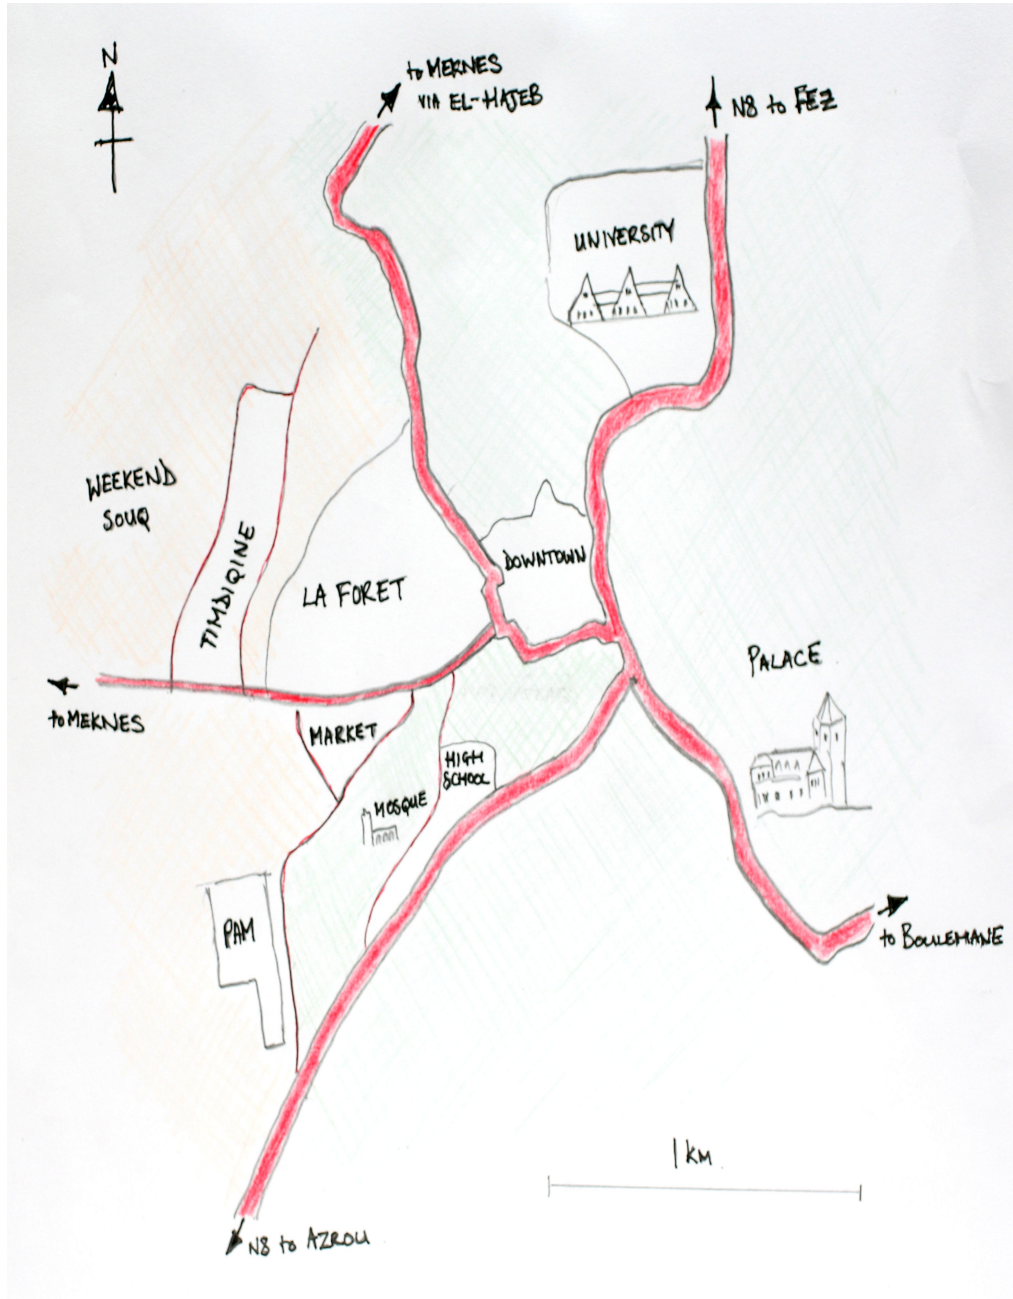 N
to MEKNES
VIA EL-HAJEB
N8 to FEZ
UNIVERSITY
WEEKEND
SOUQ
TIMDIQINE
LA FORET
DOWNTOWN
PALACE
to MEKNES
MARKET
HIGH
SCHOOL
MOSQUE
PAM
to BOULEMANE
1 KM
N8 to AZROU